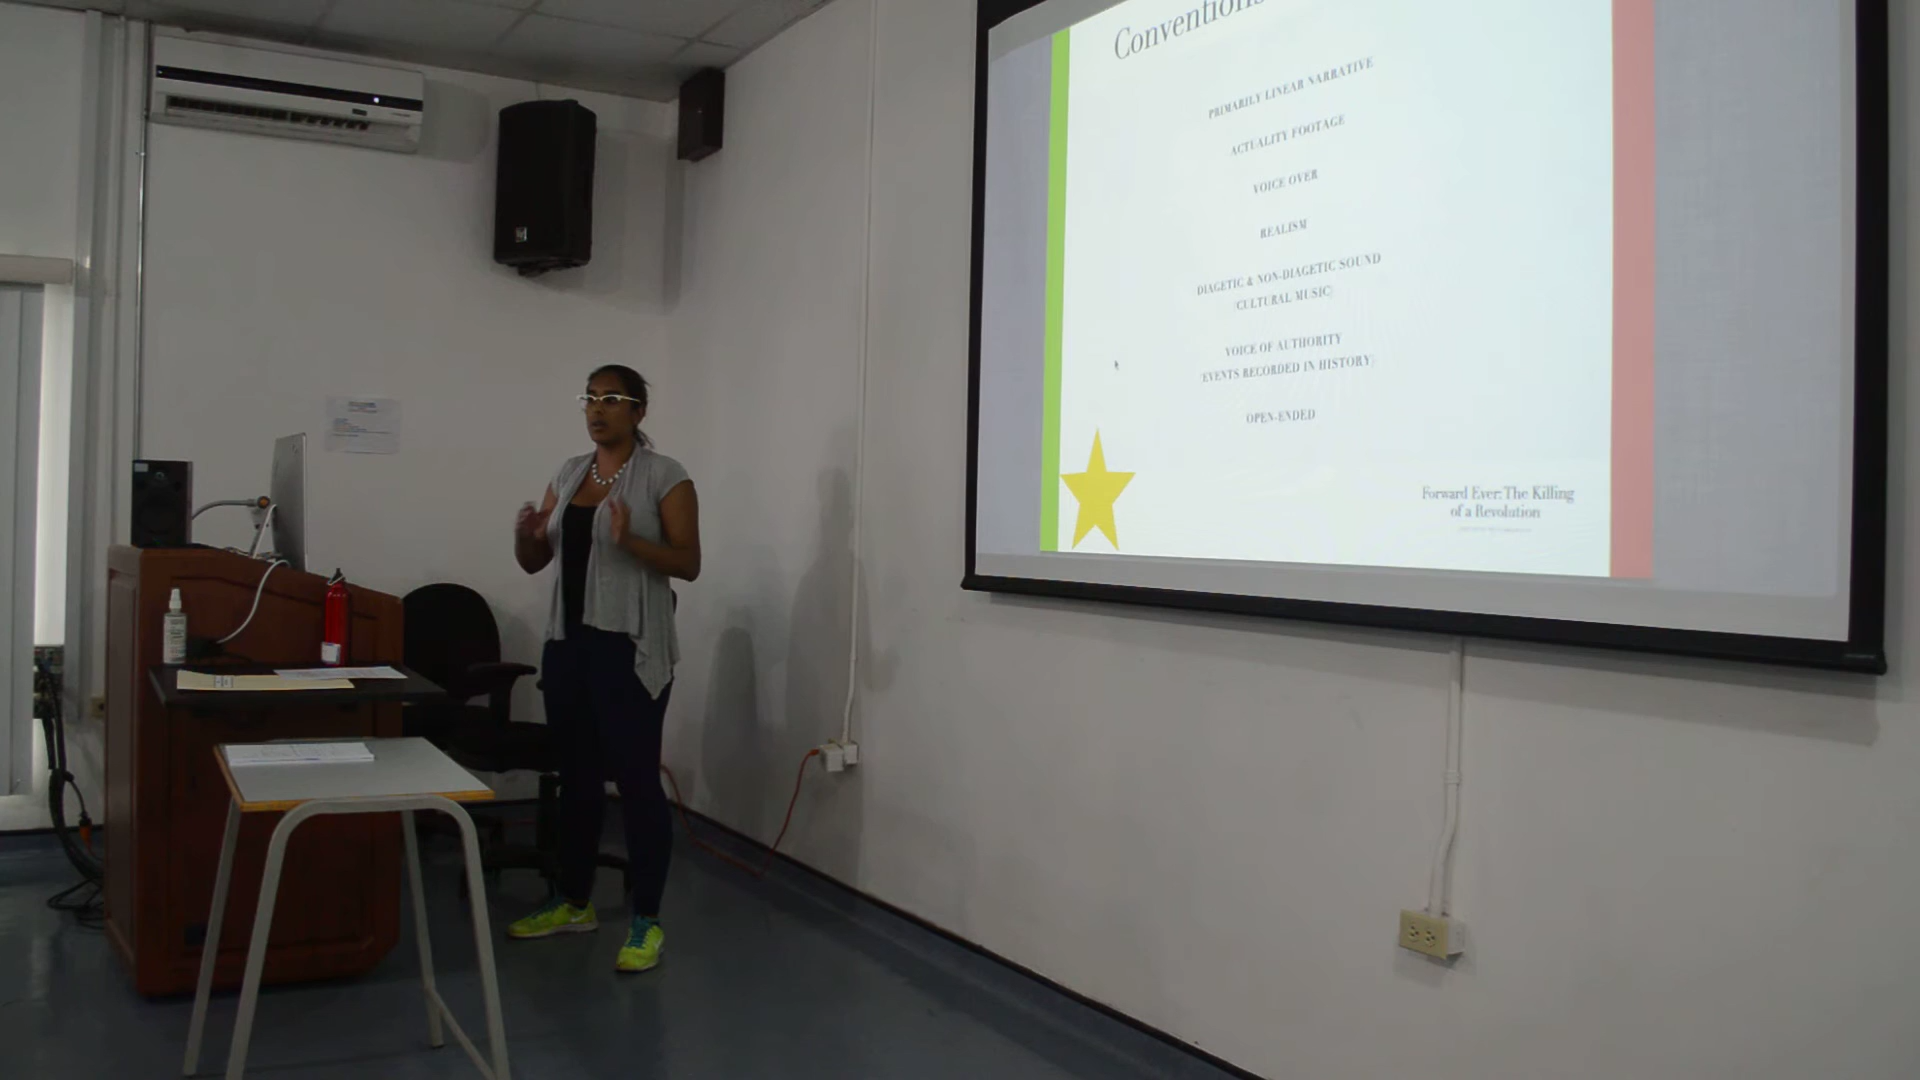 Conventions
PRIMARILY LINEAR NARRATIVE
ACTUALITY FOOTAGE
VOICE OVER
REALISM
DIAGETIC & NON-DIAGETIC SOUND
(CULTURAL MUSIC)
VOICE OF AUTHORITY
(EVENTS RECORDED IN HISTORY)
OPEN-ENDED
Forward Ever: The Killing
of a Revolution